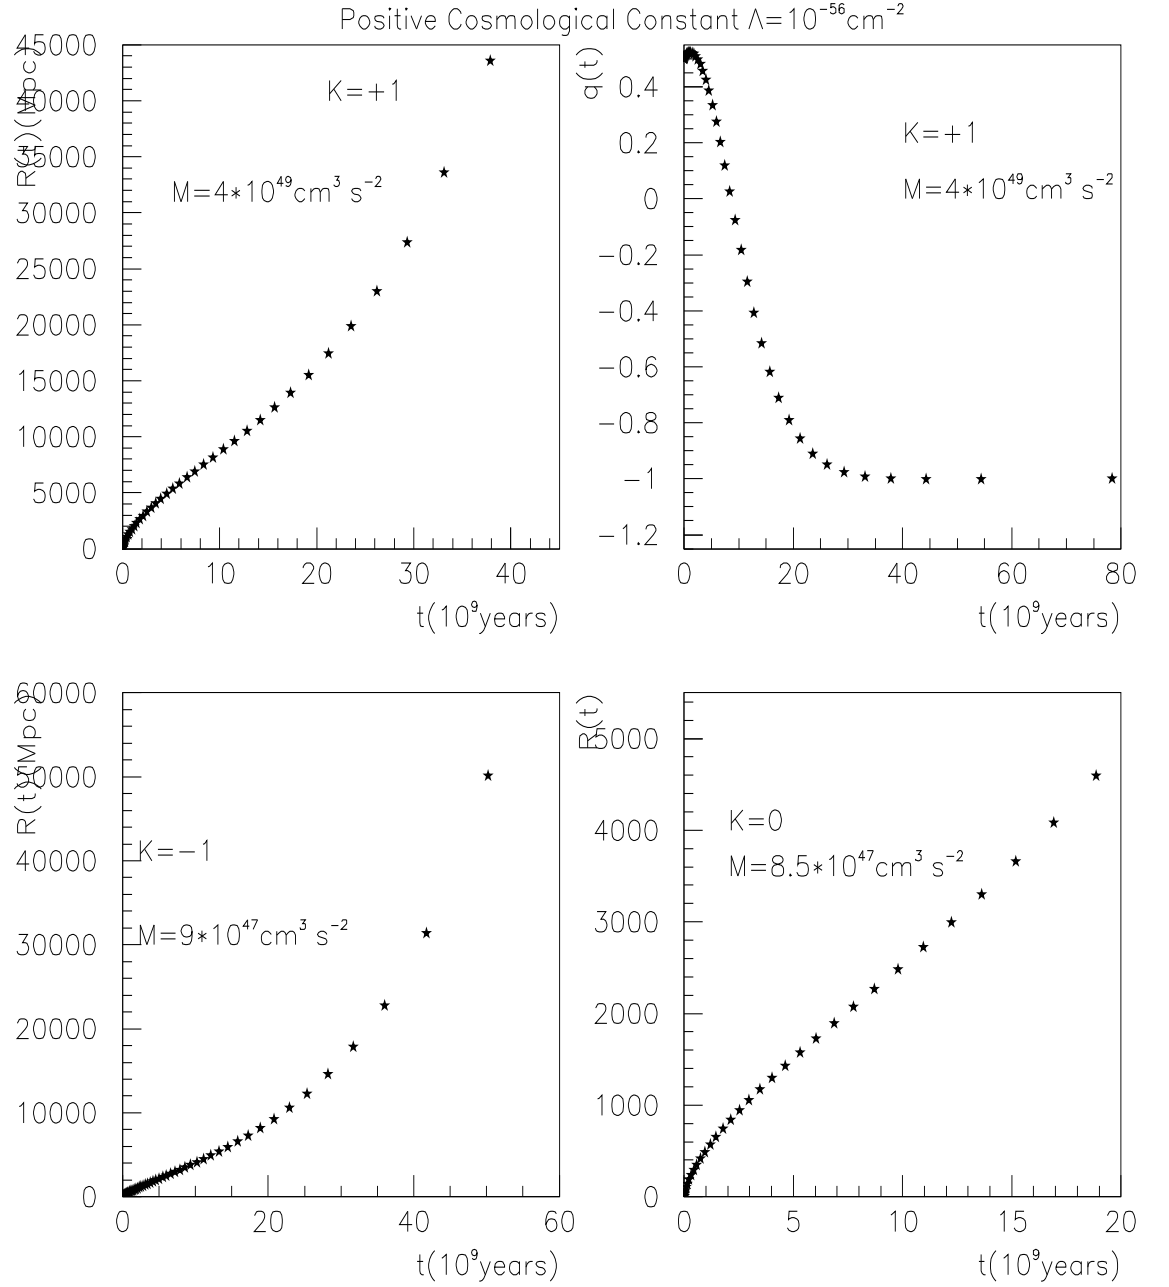 Positive Cosmological Constant Λ=10⁻⁵⁶cm⁻²
R(t)(Mpc)
45000
40000
35000
30000
25000
20000
15000
10000
5000
0
K=+1
M=4*10⁴⁹cm³ s⁻²
0 10 20 30 40
t(10⁹years)
q(t)
0.4
0.2
0
−0.2
−0.4
−0.6
−0.8
−1
−1.2
K=+1
M=4*10⁴⁹cm³ s⁻²
0 20 40 60 80
t(10⁹years)
R(t)(Mpc)
60000
50000
40000
30000
20000
10000
0
K=−1
M=9*10⁴⁷cm³ s⁻²
0 20 40 60
t(10⁹years)
R(t)
5000
4000
3000
2000
1000
0
K=0
M=8.5*10⁴⁷cm³ s⁻²
0 5 10 15 20
t(10⁹years)